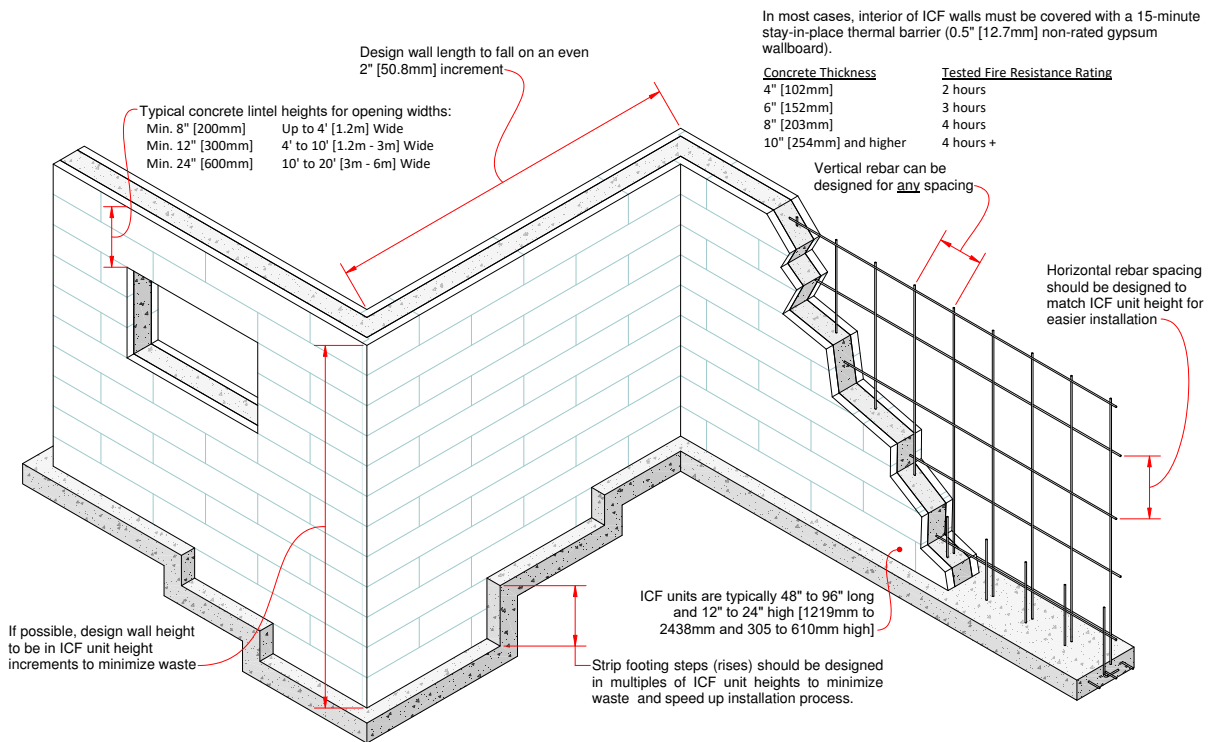 In most cases, interior of ICF walls must be covered with a 15-minute
stay-in-place thermal barrier (0.5" [12.7mm] non-rated gypsum
wallboard).
Concrete Thickness Tested Fire Resistance Rating
4" [102mm] 2 hours
6" [152mm] 3 hours
8" [203mm] 4 hours
10" [254mm] and higher 4 hours +
Design wall length to fall on an even
2" [50.8mm] increment
Typical concrete lintel heights for opening widths:
Min. 8" [200mm] Up to 4' [1.2m] Wide
Min. 12" [300mm] 4' to 10' [1.2m - 3m] Wide
Min. 24" [600mm] 10' to 20' [3m - 6m] Wide
Vertical rebar can be
designed for any spacing
Horizontal rebar spacing
should be designed to
match ICF unit height for
easier installation
ICF units are typically 48" to 96" long
and 12" to 24" high [1219mm to
2438mm and 305 to 610mm high]
If possible, design wall height
to be in ICF unit height
increments to minimize waste
Strip footing steps (rises) should be designed
in multiples of ICF unit heights to minimize
waste and speed up installation process.